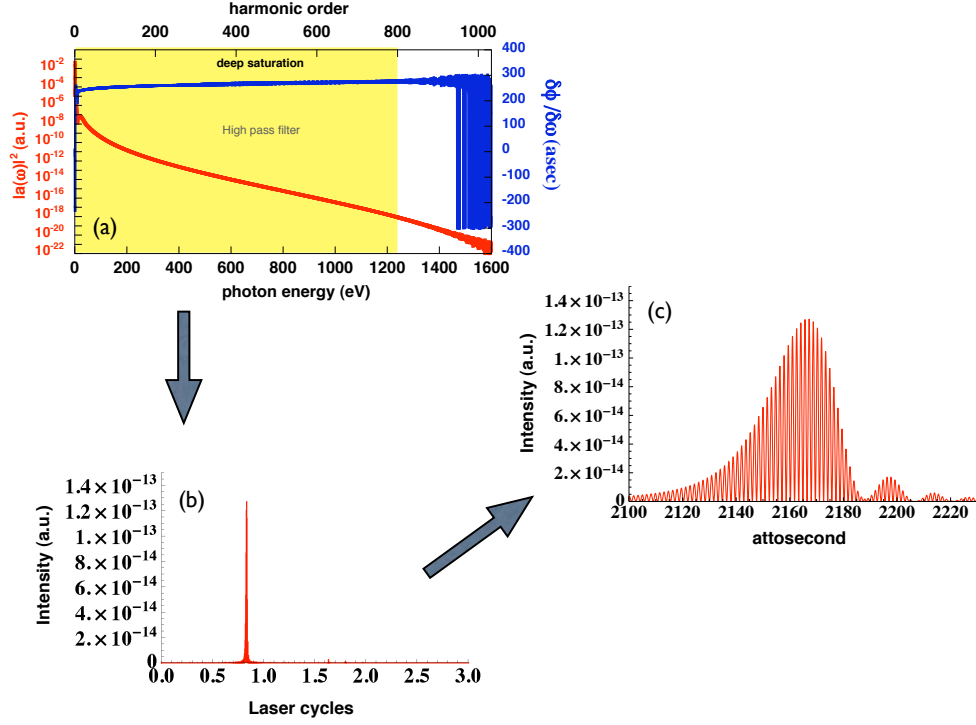 harmonic order
0 200 400 600 800 1000
10⁻²
10⁻⁴
10⁻⁶
10⁻⁸
10⁻¹⁰
10⁻¹²
10⁻¹⁴
10⁻¹⁶
10⁻¹⁸
10⁻²⁰
10⁻²²
|a(ω)|² (a.u.)
deep saturation
High pass filter
(a)
400
300
200
100
0
-100
-200
-300
-400
δϕ/δω (asec)
0 200 400 600 800 1000 1200 1400 1600
photon energy (eV)
(c)
Intensity (a.u.)
1.4×10⁻¹³
1.2×10⁻¹³
1.×10⁻¹³
8.×10⁻¹⁴
6.×10⁻¹⁴
4.×10⁻¹⁴
2.×10⁻¹⁴
0
2100 2120 2140 2160 2180 2200 2220
attosecond
(b)
Intensity (a.u.)
1.4×10⁻¹³
1.2×10⁻¹³
1.×10⁻¹³
8.×10⁻¹⁴
6.×10⁻¹⁴
4.×10⁻¹⁴
2.×10⁻¹⁴
0
0.0 0.5 1.0 1.5 2.0 2.5 3.0
Laser cycles